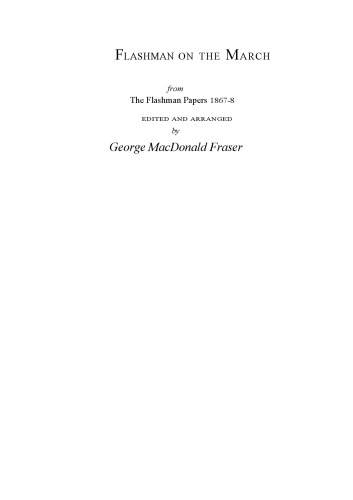 Flashman on the March
from
The Flashman Papers 1867-8
EDITED AND ARRANGED
by
George MacDonald Fraser